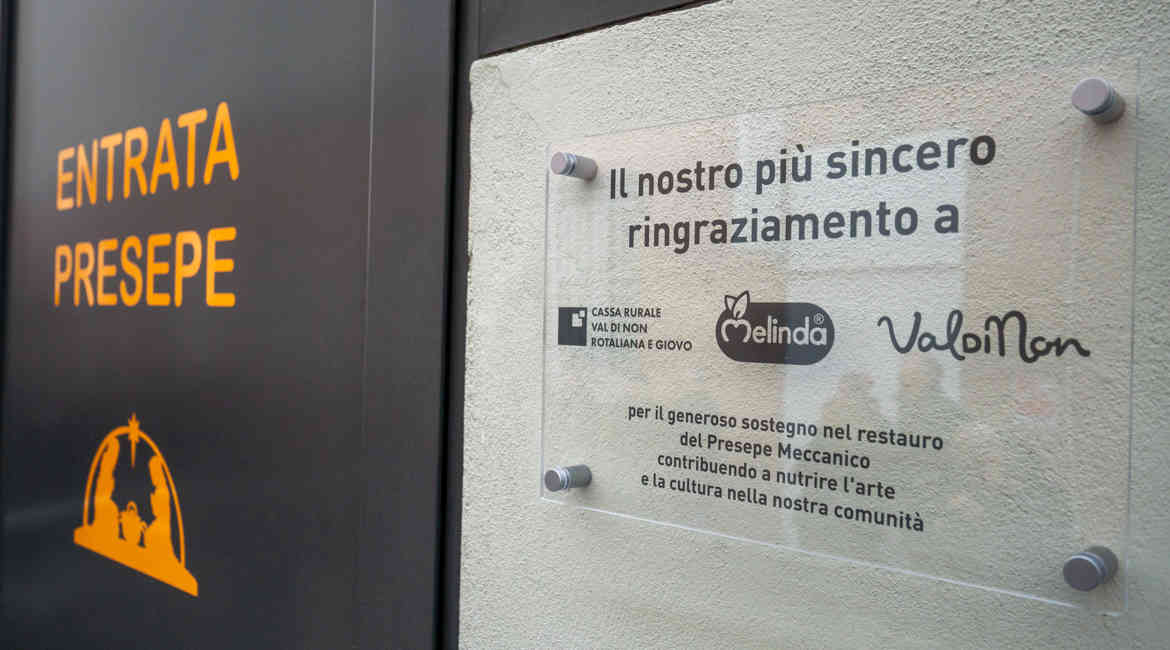 ENTRATA
PRESEPE
Il nostro più sincero
ringraziamento a
CASSA RURALE
VAL DI NON
ROTALIANA E GIOVO
Melinda®
ValdiNon
per il generoso sostegno nel restauro
del Presepe Meccanico
contribuendo a nutrire l'arte
e la cultura nella nostra comunità